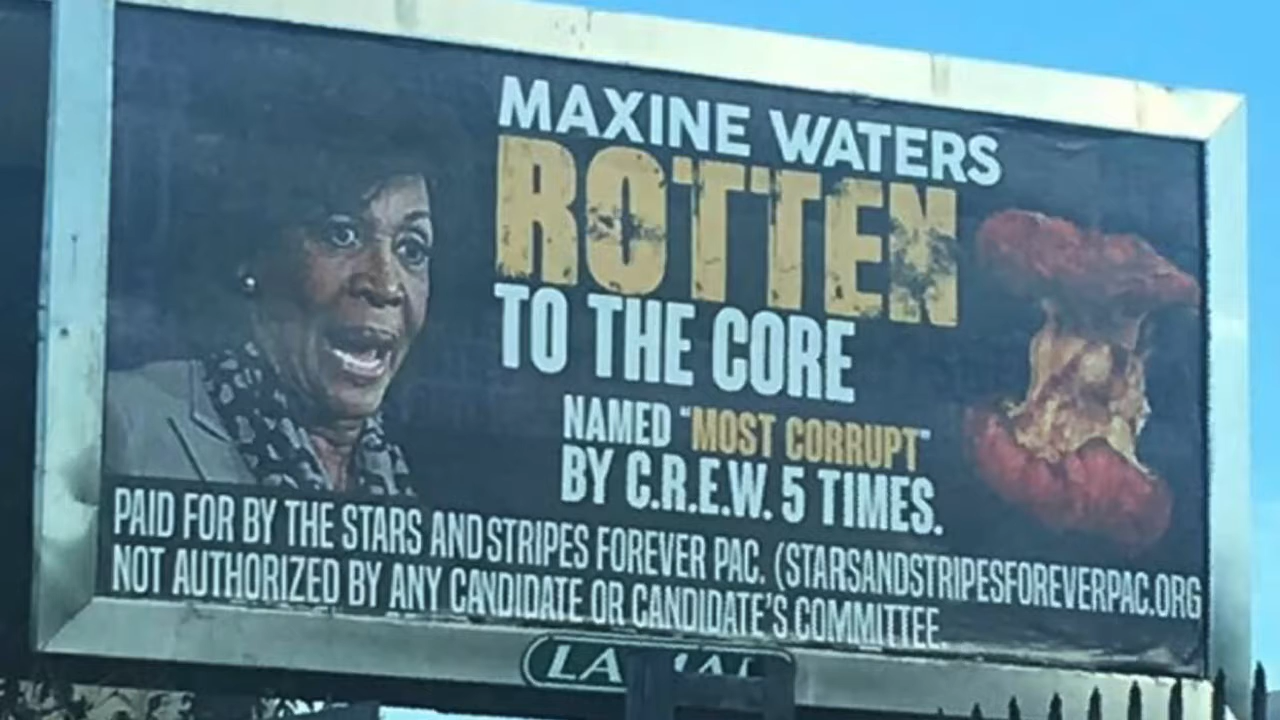 MAXINE WATERS
ROTTEN
TO THE CORE
NAMED "MOST CORRUPT"
BY C.R.E.W. 5 TIMES.
PAID FOR BY THE STARS AND STRIPES FOREVER PAC. (STARSANDSTRIPESFOREVERPAC.ORG
NOT AUTHORIZED BY ANY CANDIDATE OR CANDIDATE'S COMMITTEE.